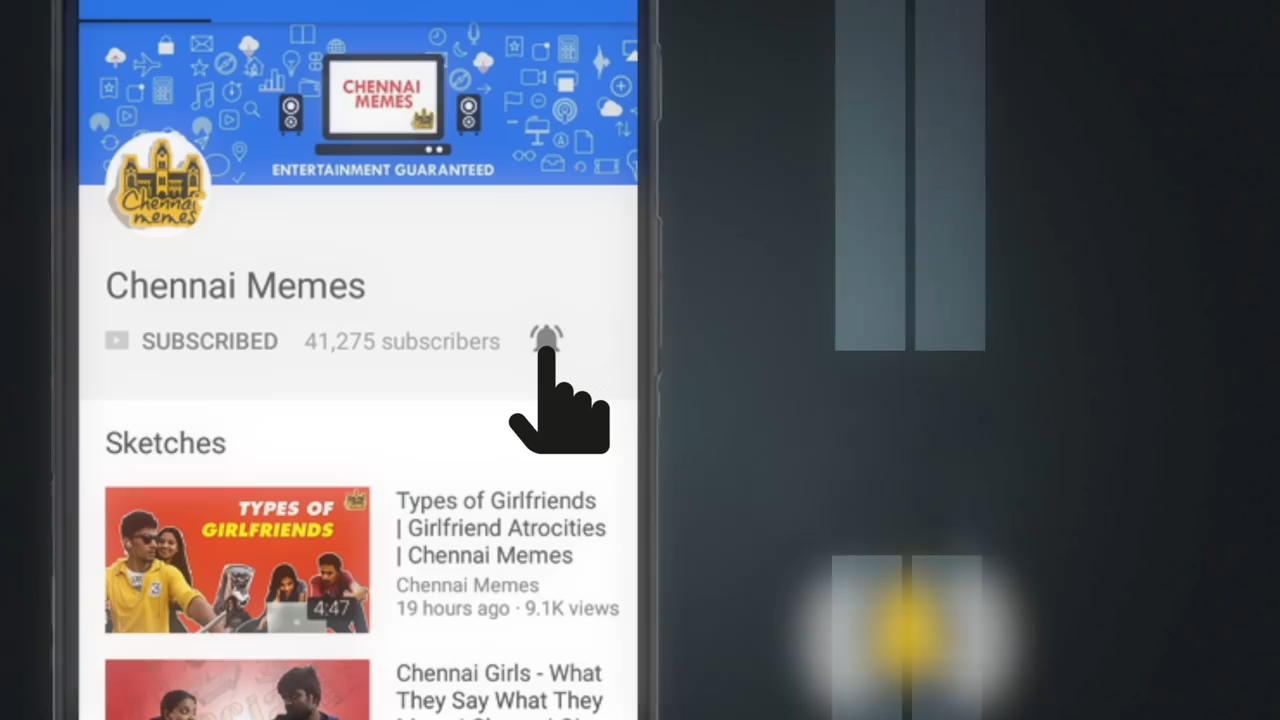 CHENNAI
MEMES
ENTERTAINMENT GUARANTEED
Chennai
memes
Chennai Memes
SUBSCRIBED 41,275 subscribers
Sketches
TYPES OF
GIRLFRIENDS
4:47
Types of Girlfriends
| Girlfriend Atrocities
| Chennai Memes
Chennai Memes
19 hours ago · 9.1K views
Chennai Girls - What
They Say What They